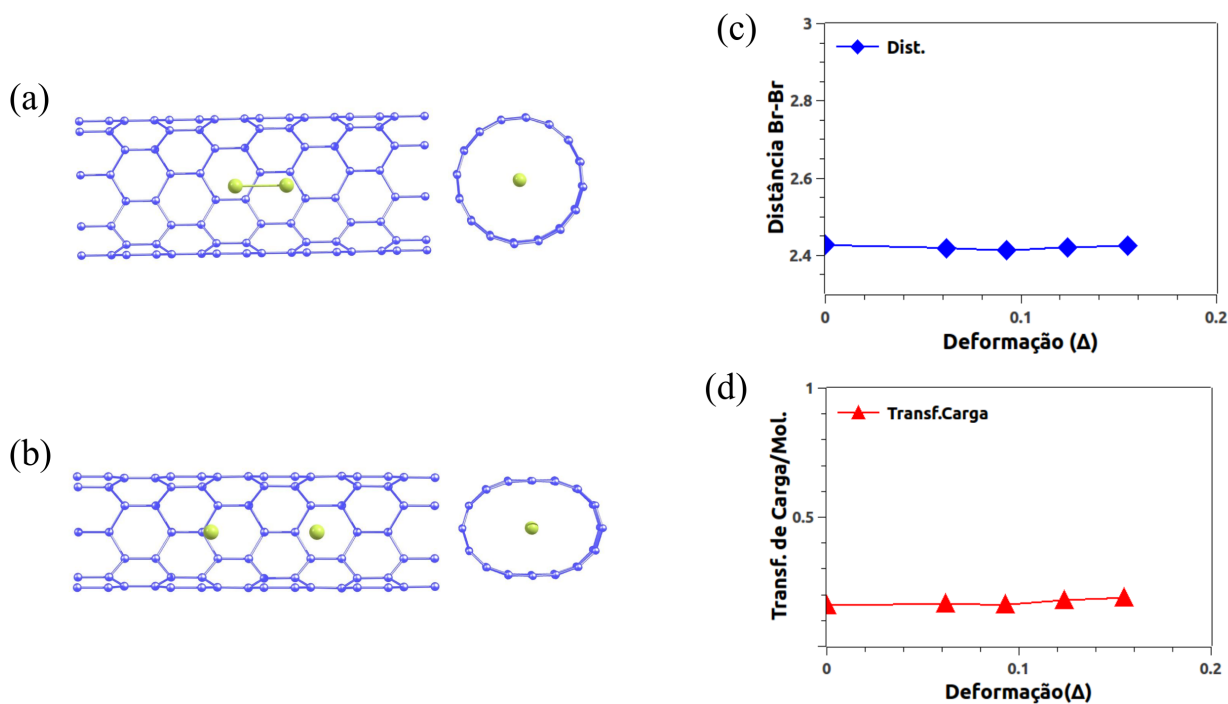 (a)
(b)
(c)
3
2.8
2.6
2.4
Distância Br-Br
Dist.
0
0.1
0.2
Deformação (Δ)
(d)
1
0.5
Transf. de Carga/Mol.
Transf.Carga
0
0.1
0.2
Deformação(Δ)